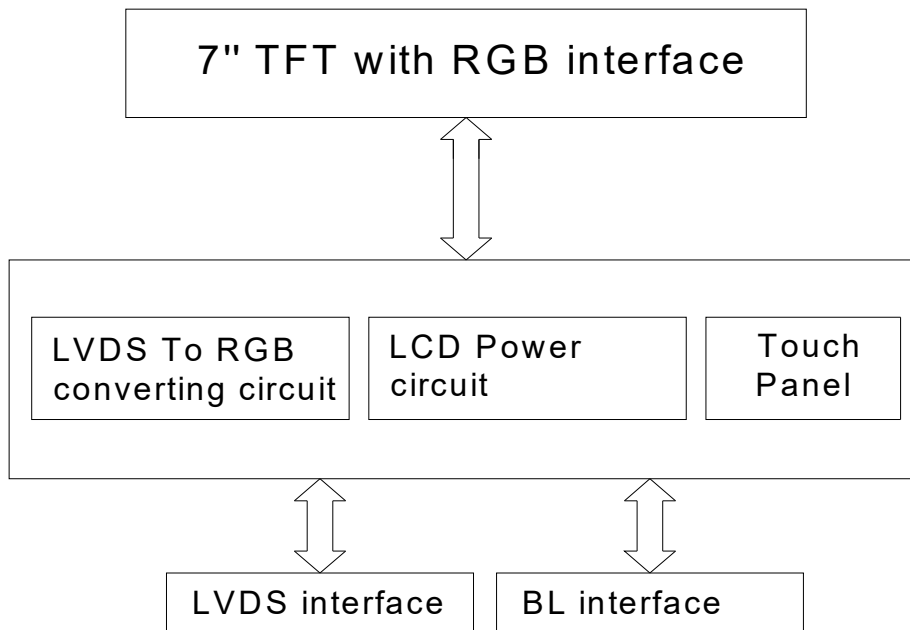 7" TFT with RGB interface
LVDS To RGB
converting circuit
LCD Power
circuit
Touch
Panel
LVDS interface
BL interface